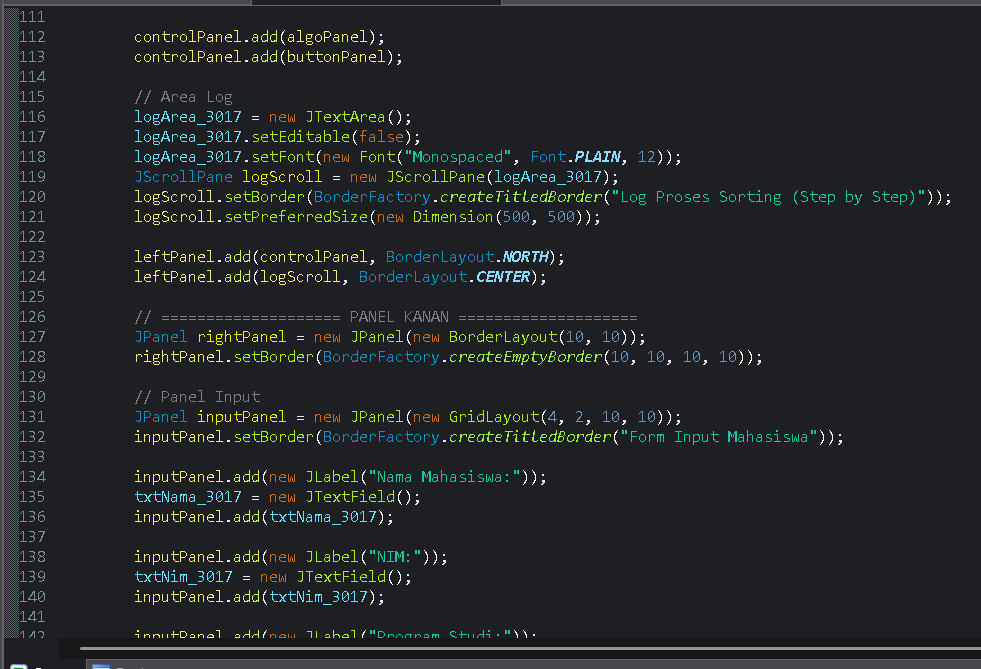 111
112 controlPanel.add(algoPanel);
113 controlPanel.add(buttonPanel);
114
115 // Area Log
116 logArea_3017 = new JTextArea();
117 logArea_3017.setEditable(false);
118 logArea_3017.setFont(new Font("Monospaced", Font.PLAIN, 12));
119 JScrollPane logScroll = new JScrollPane(logArea_3017);
120 logScroll.setBorder(BorderFactory.createTitledBorder("Log Proses Sorting (Step by Step)"));
121 logScroll.setPreferredSize(new Dimension(500, 500));
122
123 leftPanel.add(controlPanel, BorderLayout.NORTH);
124 leftPanel.add(logScroll, BorderLayout.CENTER);
125
126 // ==================== PANEL KANAN ====================
127 JPanel rightPanel = new JPanel(new BorderLayout(10, 10));
128 rightPanel.setBorder(BorderFactory.createEmptyBorder(10, 10, 10, 10));
129
130 // Panel Input
131 JPanel inputPanel = new JPanel(new GridLayout(4, 2, 10, 10));
132 inputPanel.setBorder(BorderFactory.createTitledBorder("Form Input Mahasiswa"));
133
134 inputPanel.add(new JLabel("Nama Mahasiswa:"));
135 txtNama_3017 = new JTextField();
136 inputPanel.add(txtNama_3017);
137
138 inputPanel.add(new JLabel("NIM:"));
139 txtNim_3017 = new JTextField();
140 inputPanel.add(txtNim_3017);
141
142 inputPanel.add(new JLabel("Program Studi:"));